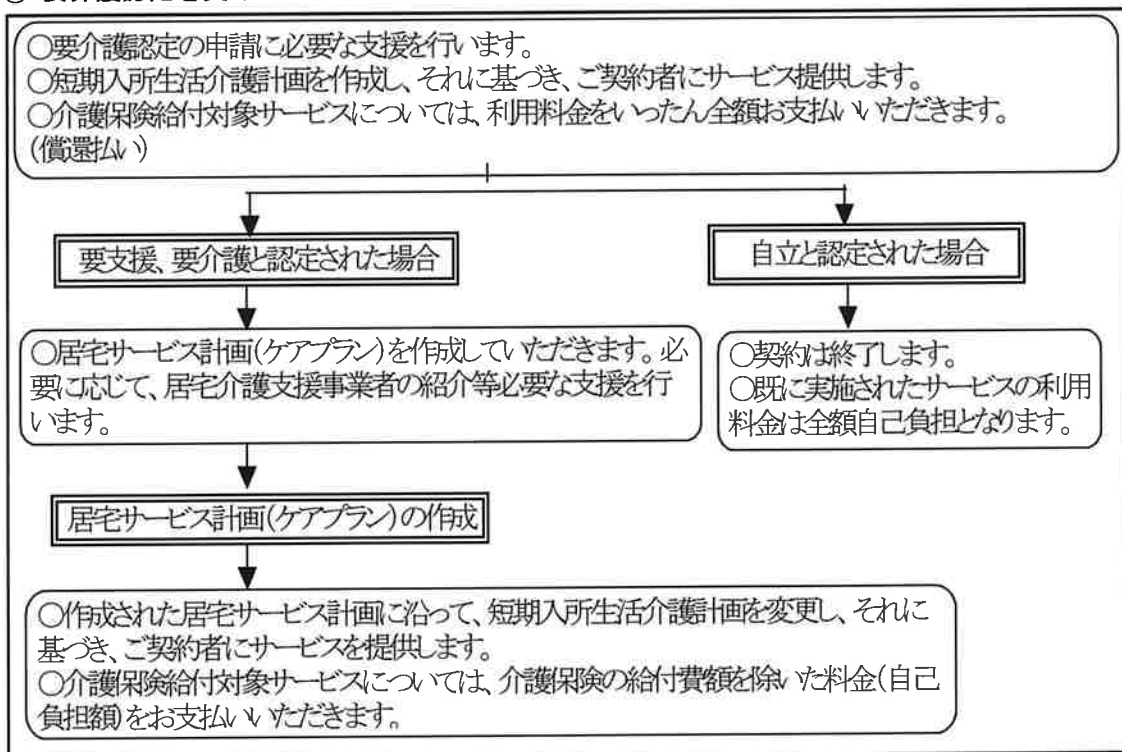 ○要介護認定の申請に必要な支援を行います。
○短期入所生活介護計画を作成し、それに基づき、ご契約者にサービス提供します。
○介護保険給付対象サービスについては、利用料金をいったん全額お支払いいただきます。
(償還払い)
要支援、要介護と認定された場合
自立と認定された場合
○居宅サービス計画(ケアプラン)を作成していただきます。必
要に応じて、居宅介護支援事業者の紹介等必要な支援を行
います。
○契約は終了します。
○既に実施されたサービスの利用
料金は全額自己負担となります。
居宅サービス計画(ケアプラン)の作成
○作成された居宅サービス計画に沿って、短期入所生活介護計画を変更し、それに
基づき、ご契約者にサービスを提供します。
○介護保険給付対象サービスについては、介護保険の給付費額を除いた料金(自己
負担額)をお支払いいただきます。